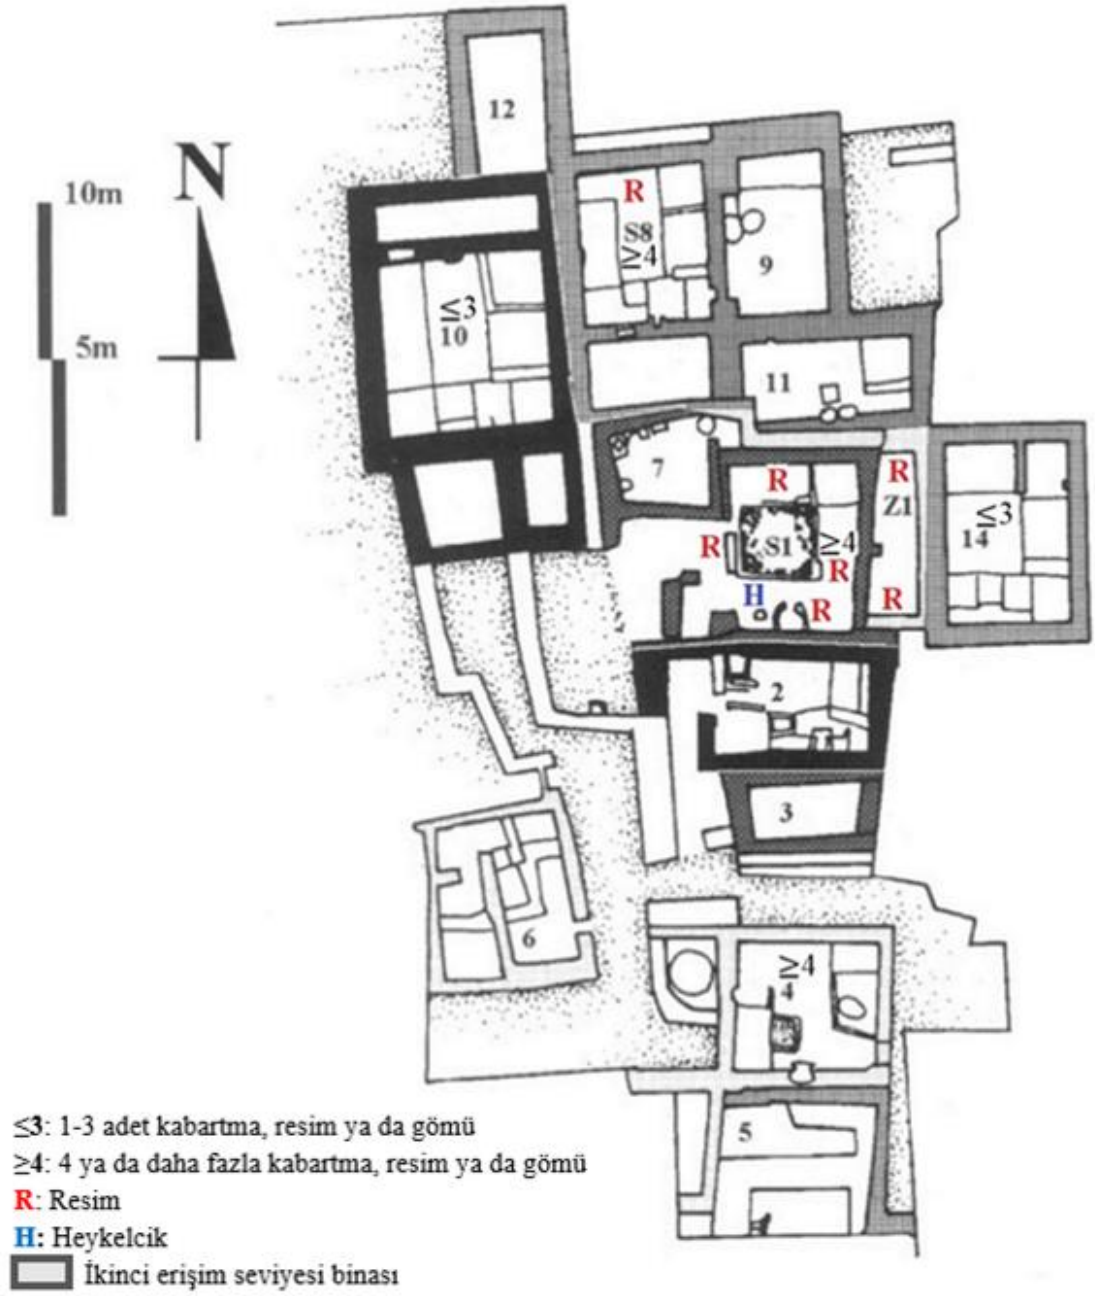 12
N
10m
R
S8
≥4
9
≤3
10
5m
11
7
R
R
Z1
≤3
14
R
S1
≥4
R
H
R
R
2
3
6
≥4
4
5
≤3: 1-3 adet kabartma, resim ya da gömü
≥4: 4 ya da daha fazla kabartma, resim ya da gömü
R: Resim
H: Heykelcik
İkinci erişim seviyesi binası